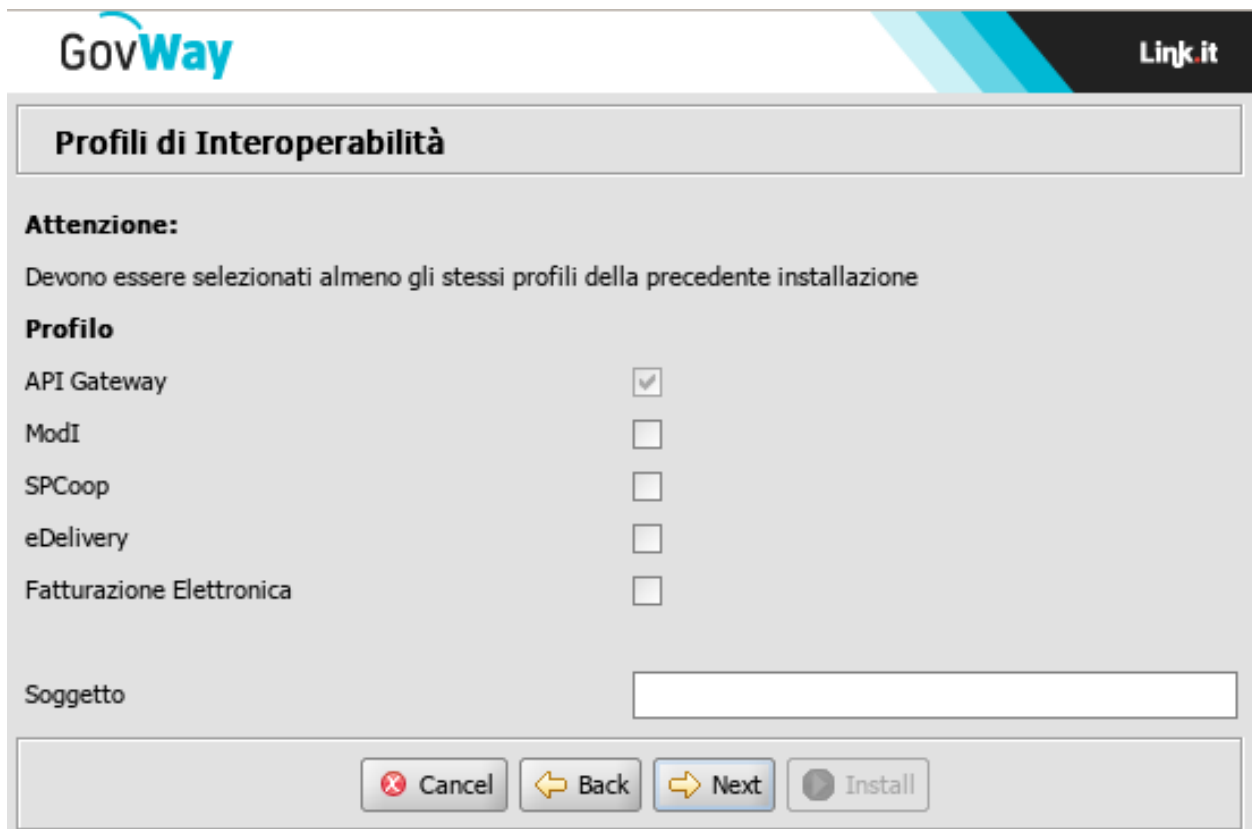 GovWay
Link.it
Profili di Interoperabilità
Attenzione:
Devono essere selezionati almeno gli stessi profili della precedente installazione
Profilo
API Gateway
ModI
SPCoop
eDelivery
Fatturazione Elettronica
Soggetto
Cancel Back Next Install